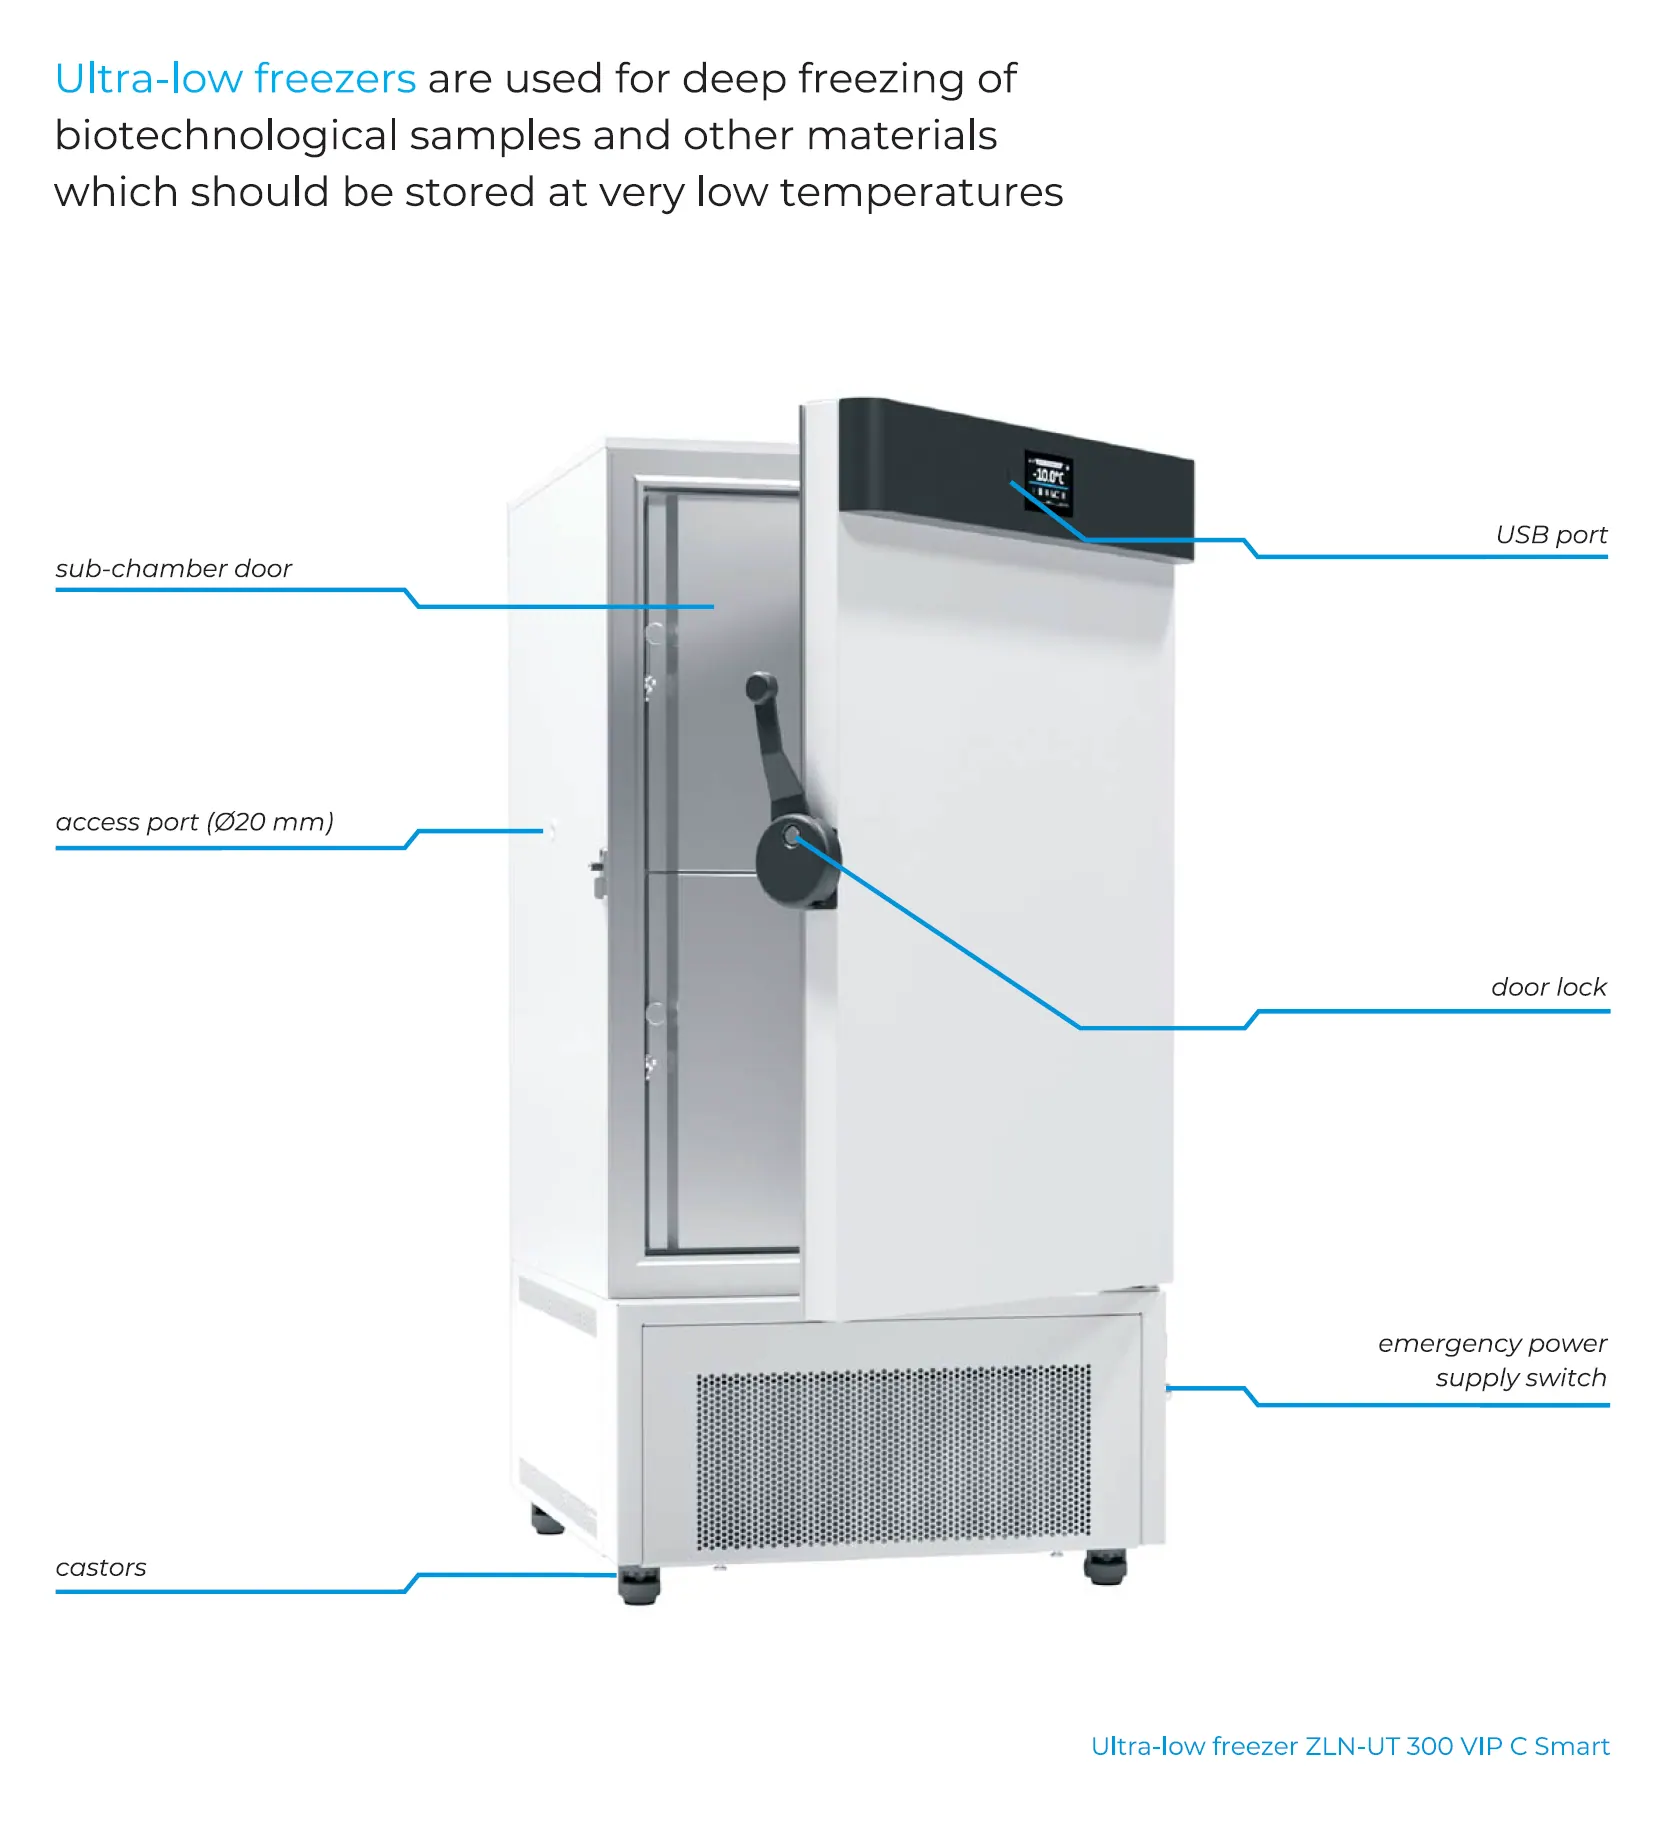 Ultra-low freezers are used for deep freezing of
biotechnological samples and other materials
which should be stored at very low temperatures
-10.0°C
USB port
sub-chamber door
access port (Ø20 mm)
door lock
emergency power
supply switch
castors
Ultra-low freezer ZLN-UT 300 VIP C Smart